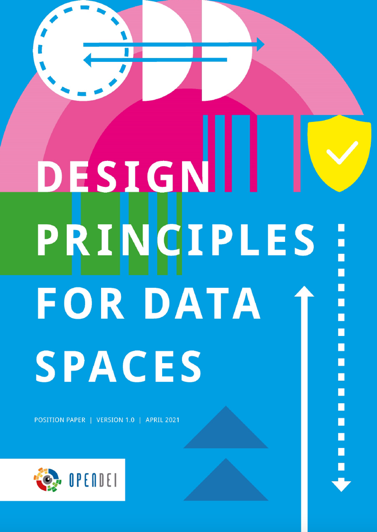 DESIGN
PRINCIPLES
FOR DATA
SPACES
POSITION PAPER | VERSION 1.0 | APRIL 2021
OPENDEI